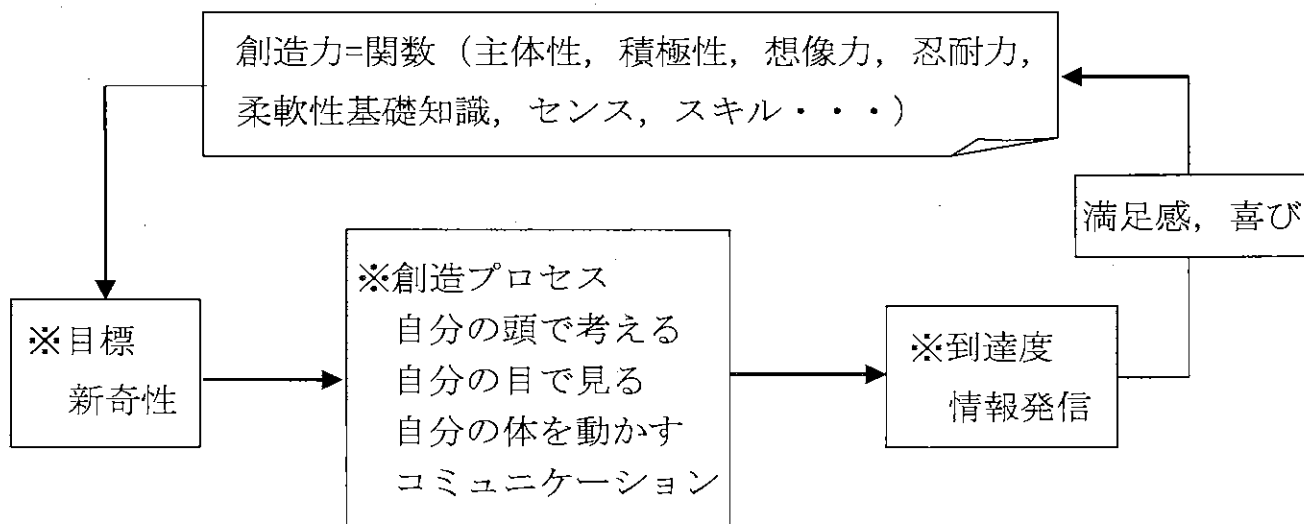 創造力=関数（主体性，積極性，想像力，忍耐力，
柔軟性基礎知識，センス，スキル・・・）
満足感，喜び
※目標
新奇性
※創造プロセス
自分の頭で考える
自分の目で見る
自分の体を動かす
コミュニケーション
※到達度
情報発信